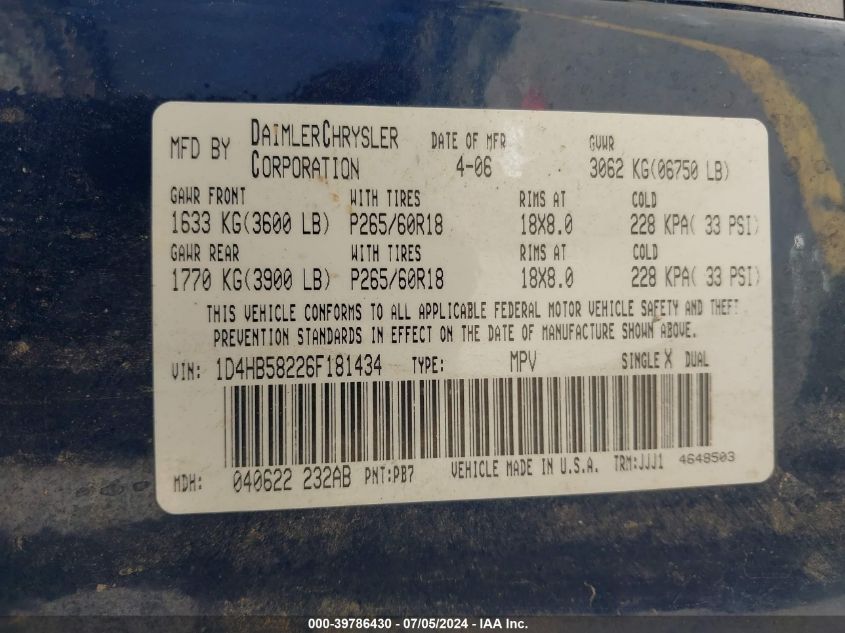 MFD BY DAIMLERCHRYSLER CORPORATION DATE OF MFR 4-06 GVWR 3062 KG(06750 LB)
GAWR FRONT WITH TIRES RIMS AT COLD
1633 KG(3600 LB) P265/60R18 18X8.0 228 KPA( 33 PSI)
GAWR REAR WITH TIRES RIMS AT COLD
1770 KG(3900 LB) P265/60R18 18X8.0 228 KPA( 33 PSI)
THIS VEHICLE CONFORMS TO ALL APPLICABLE FEDERAL MOTOR VEHICLE SAFETY AND THEFT
PREVENTION STANDARDS IN EFFECT ON THE DATE OF MANUFACTURE SHOWN ABOVE.
VIN: 1D4HB58226F181434 TYPE: MPV SINGLE X DUAL
MDH: 040622 232AB PNT:PB7 VEHICLE MADE IN U.S.A. TRM:JJJ1 4648503
000-39786430 - 07/05/2024 - IAAI.COM